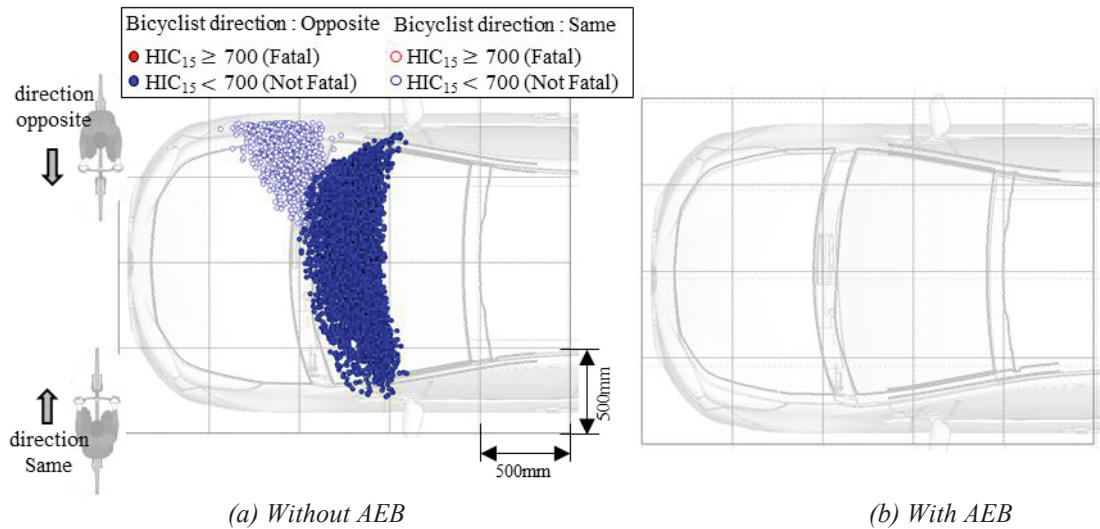 Bicyclist direction : Opposite
HIC15 ≥ 700 (Fatal)
HIC15 < 700 (Not Fatal)
Bicyclist direction : Same
HIC15 ≥ 700 (Fatal)
HIC15 < 700 (Not Fatal)
direction
opposite
direction
Same
500mm
500mm
(a) Without AEB
(b) With AEB